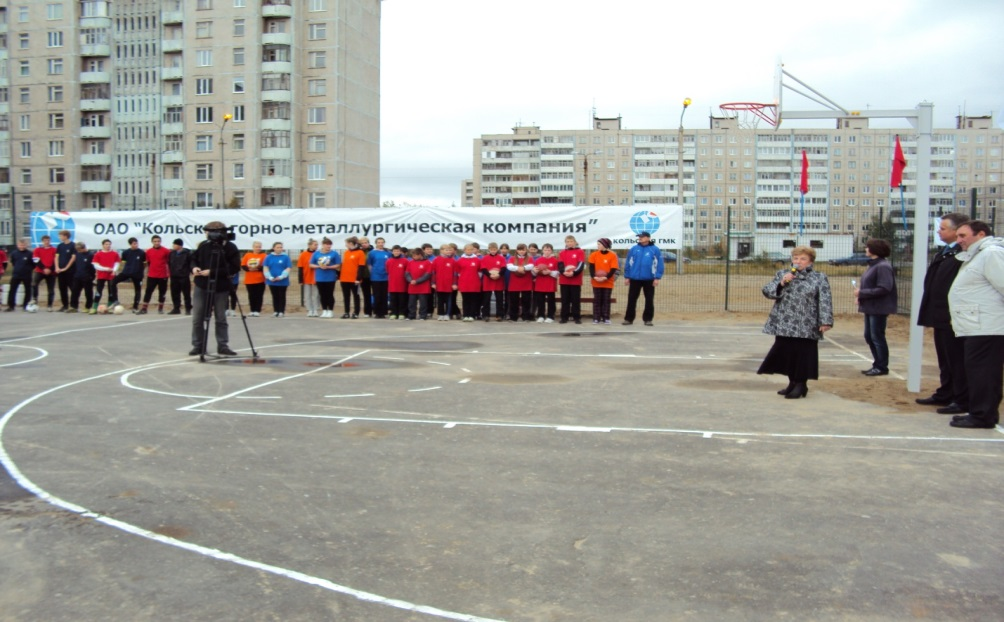 ОАО "Кольская горно-металлургическая компания"
КОЛЬСКАЯ ГМК